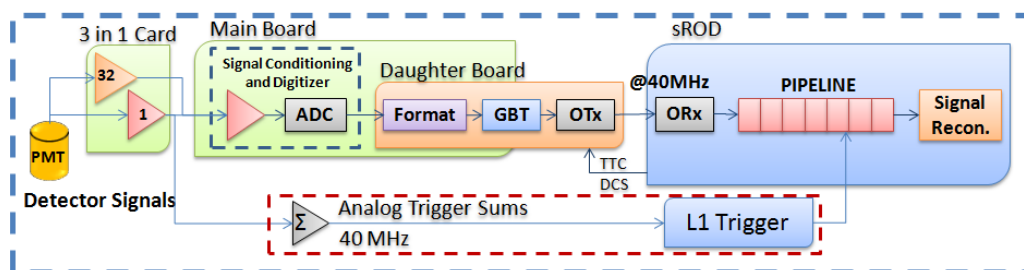 3 in 1 Card
Main Board
sROD
Signal Conditioning
and Digitizer
Daughter Board
@40MHz
PIPELINE
32
1
ADC
Format
GBT
OTx
ORx
Signal
Recon.
PMT
TTC
DCS
Detector Signals
Σ
Analog Trigger Sums
40 MHz
L1 Trigger